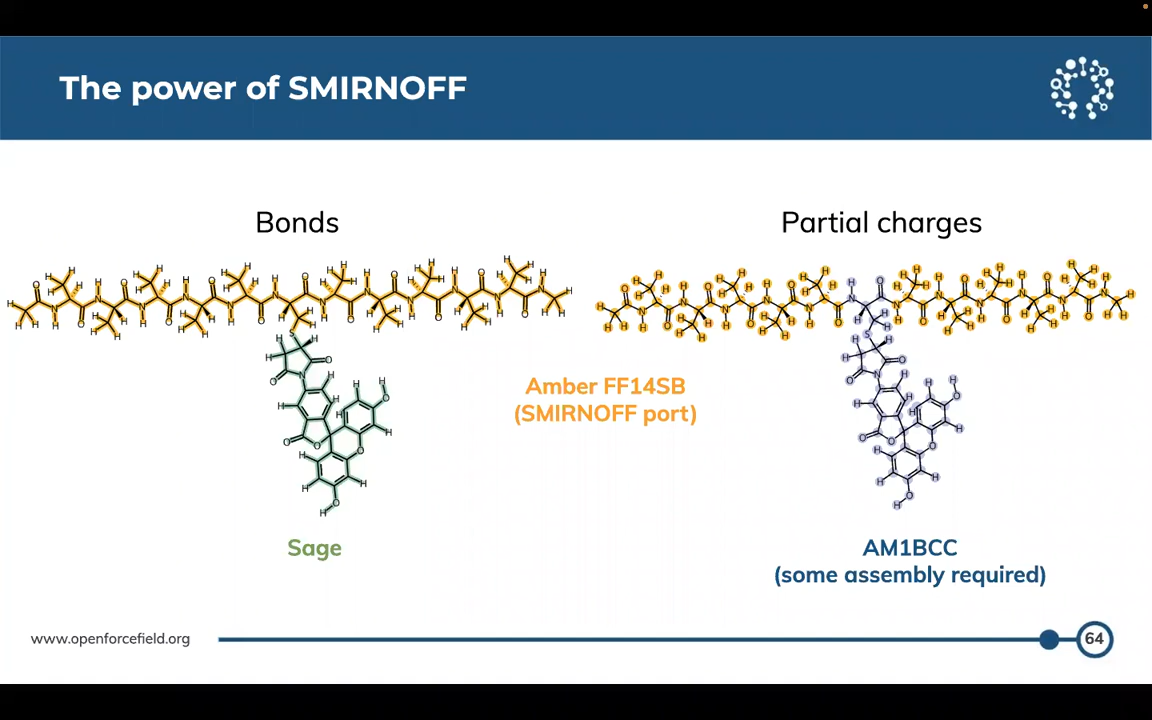 The power of SMIRNOFF
Bonds
Partial charges
Amber FF14SB
(SMIRNOFF port)
Sage
AM1BCC
(some assembly required)
www.openforcefield.org
64